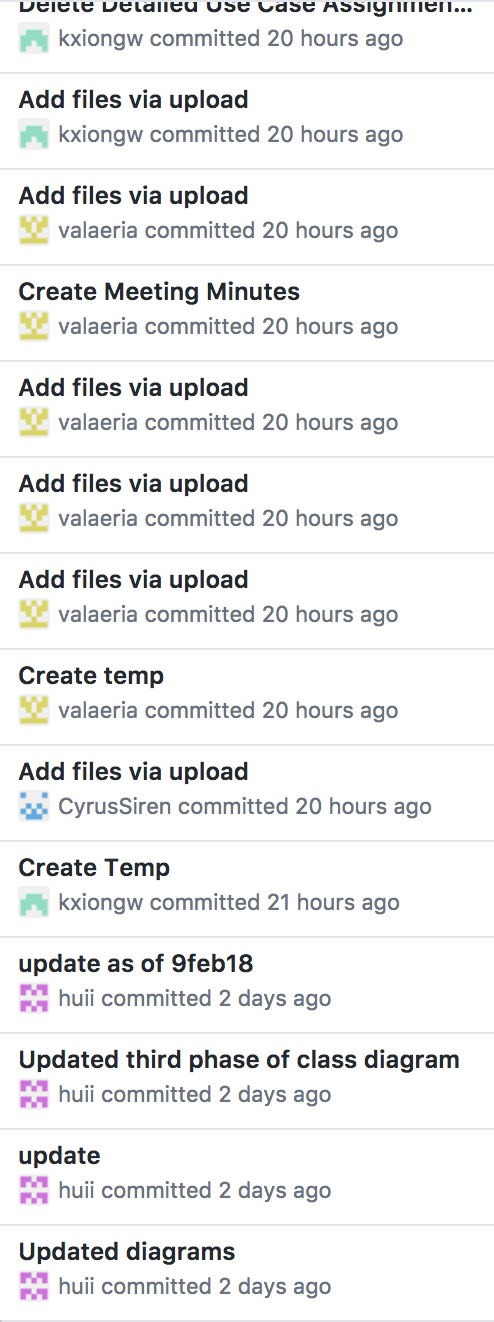 Delete Detailed Use Case Assignmen...
kxiongw committed 20 hours ago
Add files via upload
kxiongw committed 20 hours ago
Add files via upload
valaeria committed 20 hours ago
Create Meeting Minutes
valaeria committed 20 hours ago
Add files via upload
valaeria committed 20 hours ago
Add files via upload
valaeria committed 20 hours ago
Add files via upload
valaeria committed 20 hours ago
Create temp
valaeria committed 20 hours ago
Add files via upload
CyrusSiren committed 20 hours ago
Create Temp
kxiongw committed 21 hours ago
update as of 9feb18
huii committed 2 days ago
Updated third phase of class diagram
huii committed 2 days ago
update
huii committed 2 days ago
Updated diagrams
huii committed 2 days ago